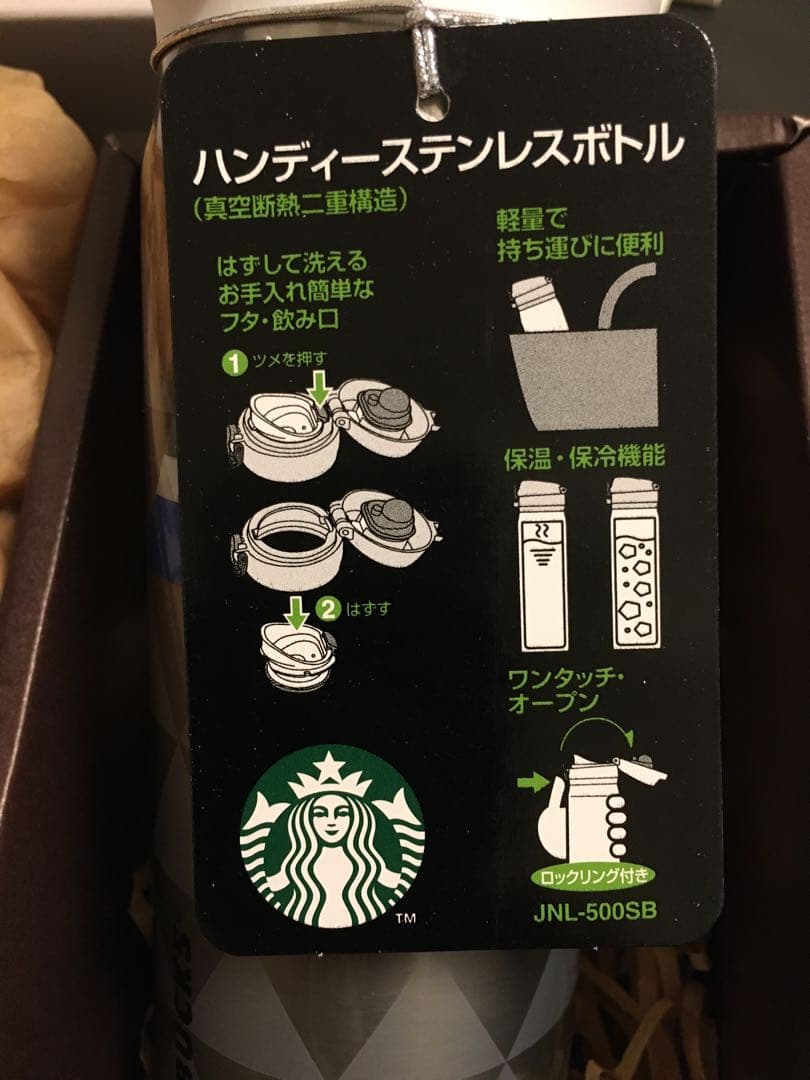 ハンディーステンレスボトル
（真空断熱二重構造）
はずして洗える
お手入れ簡単な
フタ・飲み口
1 ツメを押す
2 はずす
軽量で
持ち運びに便利
保温・保冷機能
ワンタッチ・
オープン
ロックリング付き
JNL-500SB
TM
BUCKS